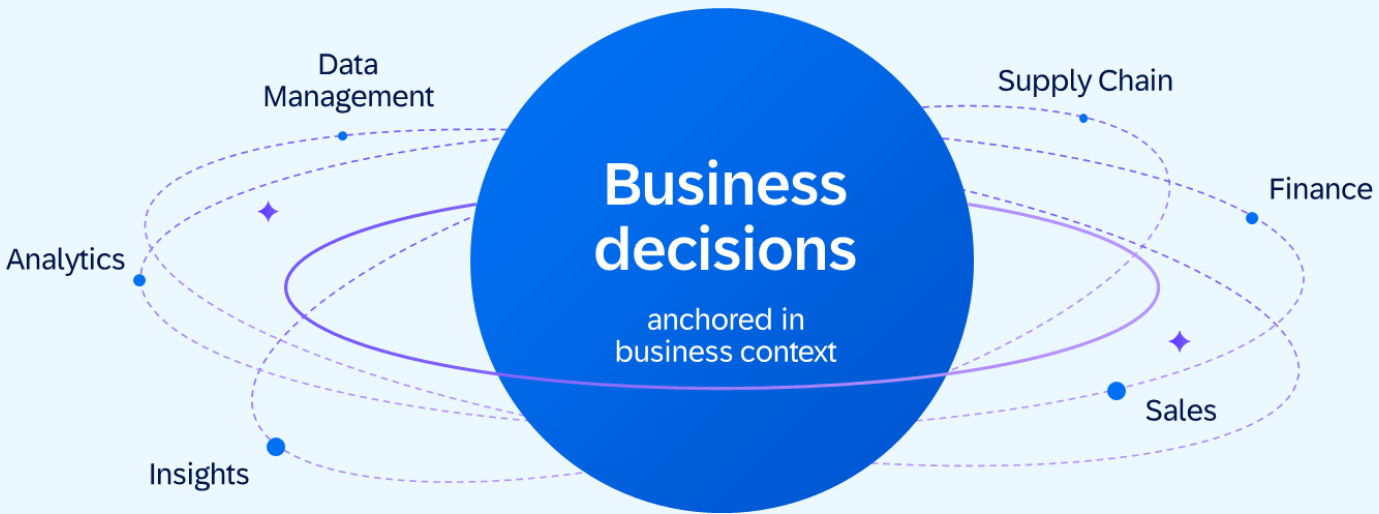 Data
Management
Supply Chain
Business
decisions
Finance
Analytics
anchored in
business context
Sales
Insights